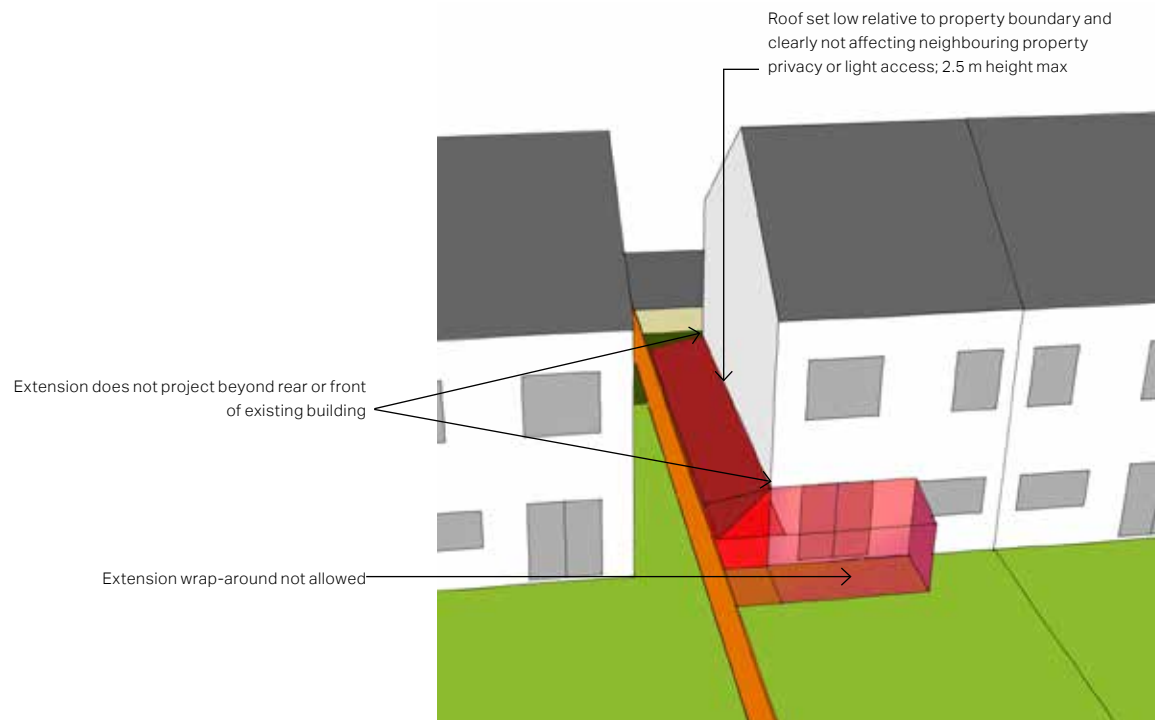 Roof set low relative to property boundary and
clearly not affecting neighbouring property
privacy or light access; 2.5 m height max
Extension does not project beyond rear or front
of existing building
Extension wrap-around not allowed